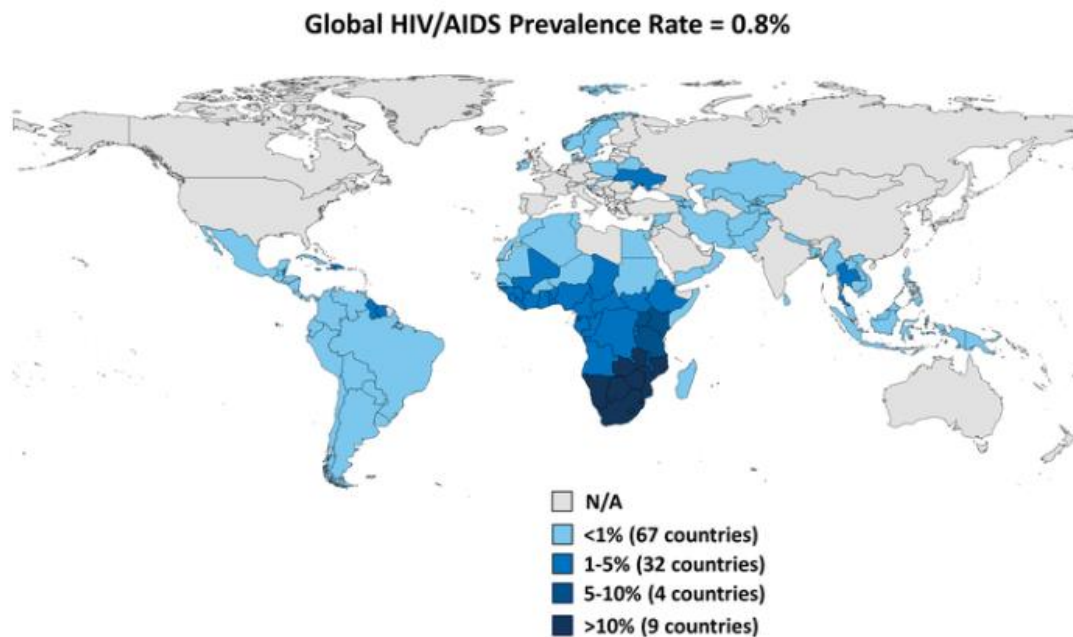 Global HIV/AIDS Prevalence Rate = 0.8%
N/A
<1% (67 countries)
1-5% (32 countries)
5-10% (4 countries)
>10% (9 countries)